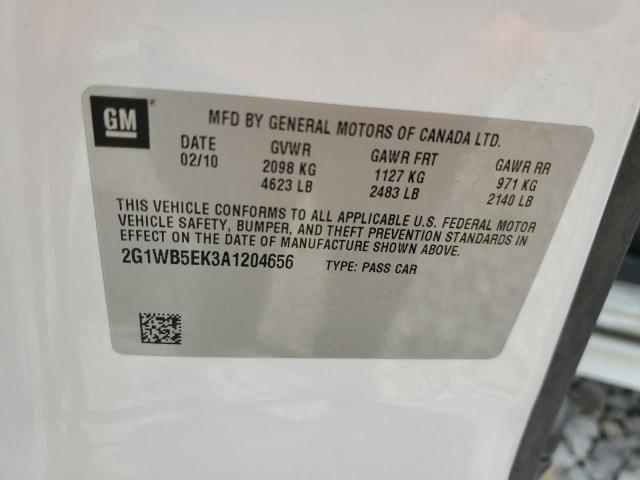 GM ®
MFD BY GENERAL MOTORS OF CANADA LTD.
DATE GVWR GAWR FRT GAWR RR
02/10 2098 KG 1127 KG 971 KG
4623 LB 2483 LB 2140 LB
THIS VEHICLE CONFORMS TO ALL APPLICABLE U.S. FEDERAL MOTOR
VEHICLE SAFETY, BUMPER, AND THEFT PREVENTION STANDARDS IN
EFFECT ON THE DATE OF MANUFACTURE SHOWN ABOVE.
2G1WB5EK3A1204656 TYPE: PASS CAR